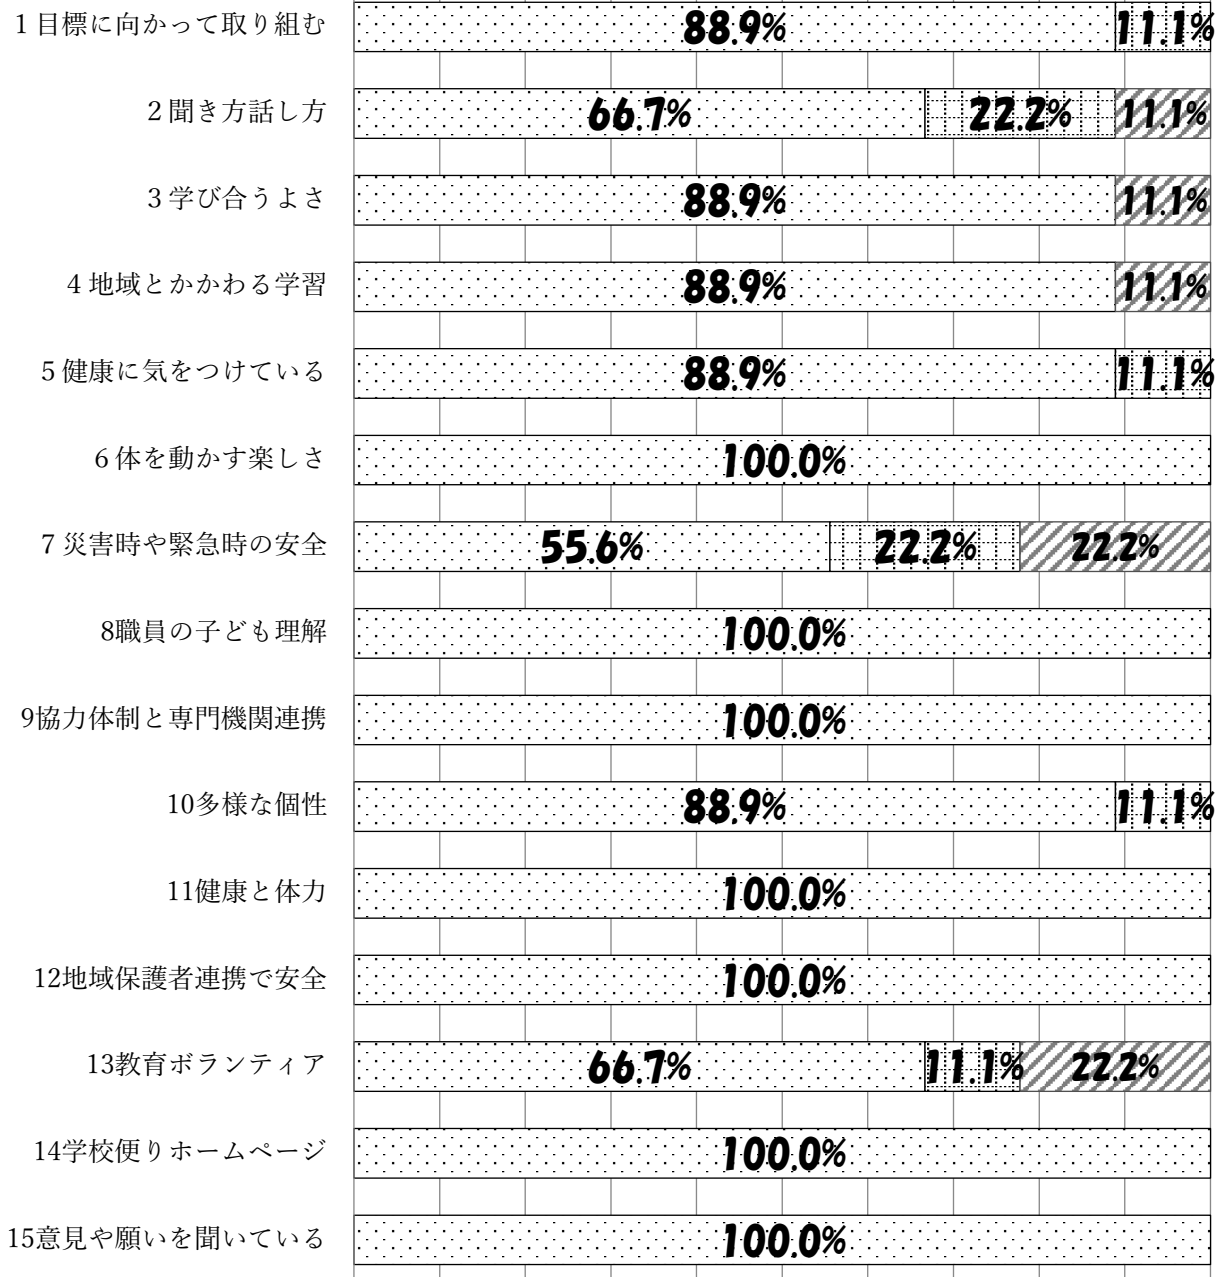 １目標に向かって取り組む 88.9% 11.1%
２聞き方話し方 66.7% 22.2% 11.1%
３学び合うよさ 88.9% 11.1%
４地域とかかわる学習 88.9% 11.1%
５健康に気をつけている 88.9% 11.1%
６体を動かす楽しさ 100.0%
７災害時や緊急時の安全 55.6% 22.2% 22.2%
8職員の子ども理解 100.0%
9協力体制と専門機関連携 100.0%
10多様な個性 88.9% 11.1%
11健康と体力 100.0%
12地域保護者連携で安全 100.0%
13教育ボランティア 66.7% 11.1% 22.2%
14学校便りホームページ 100.0%
15意見や願いを聞いている 100.0%